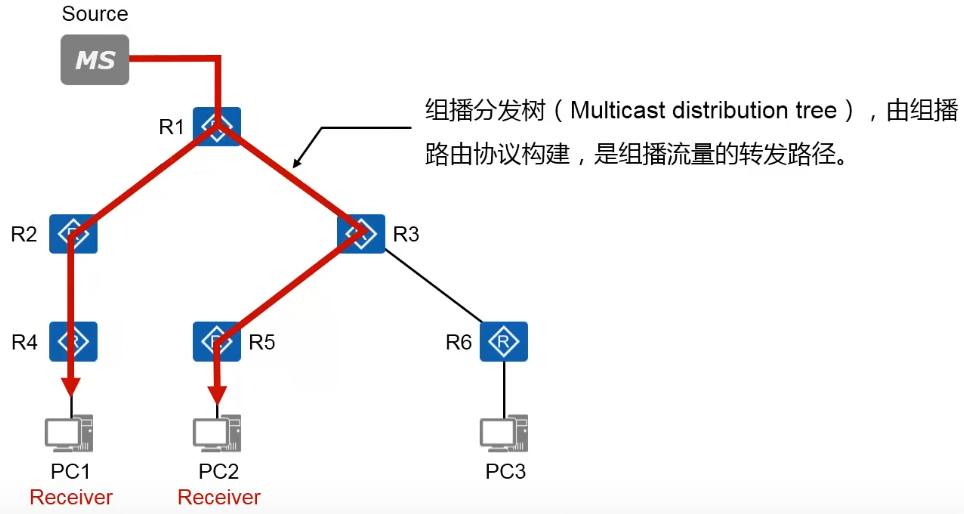 Source
MS
R1
组播分发树（Multicast distribution tree），由组播
路由协议构建，是组播流量的转发路径。
R2
R3
R4
R
R5
R6
R
PC1
PC2
PC3
Receiver
Receiver